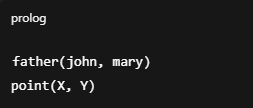 prolog
father(john, mary)
point(X, Y)